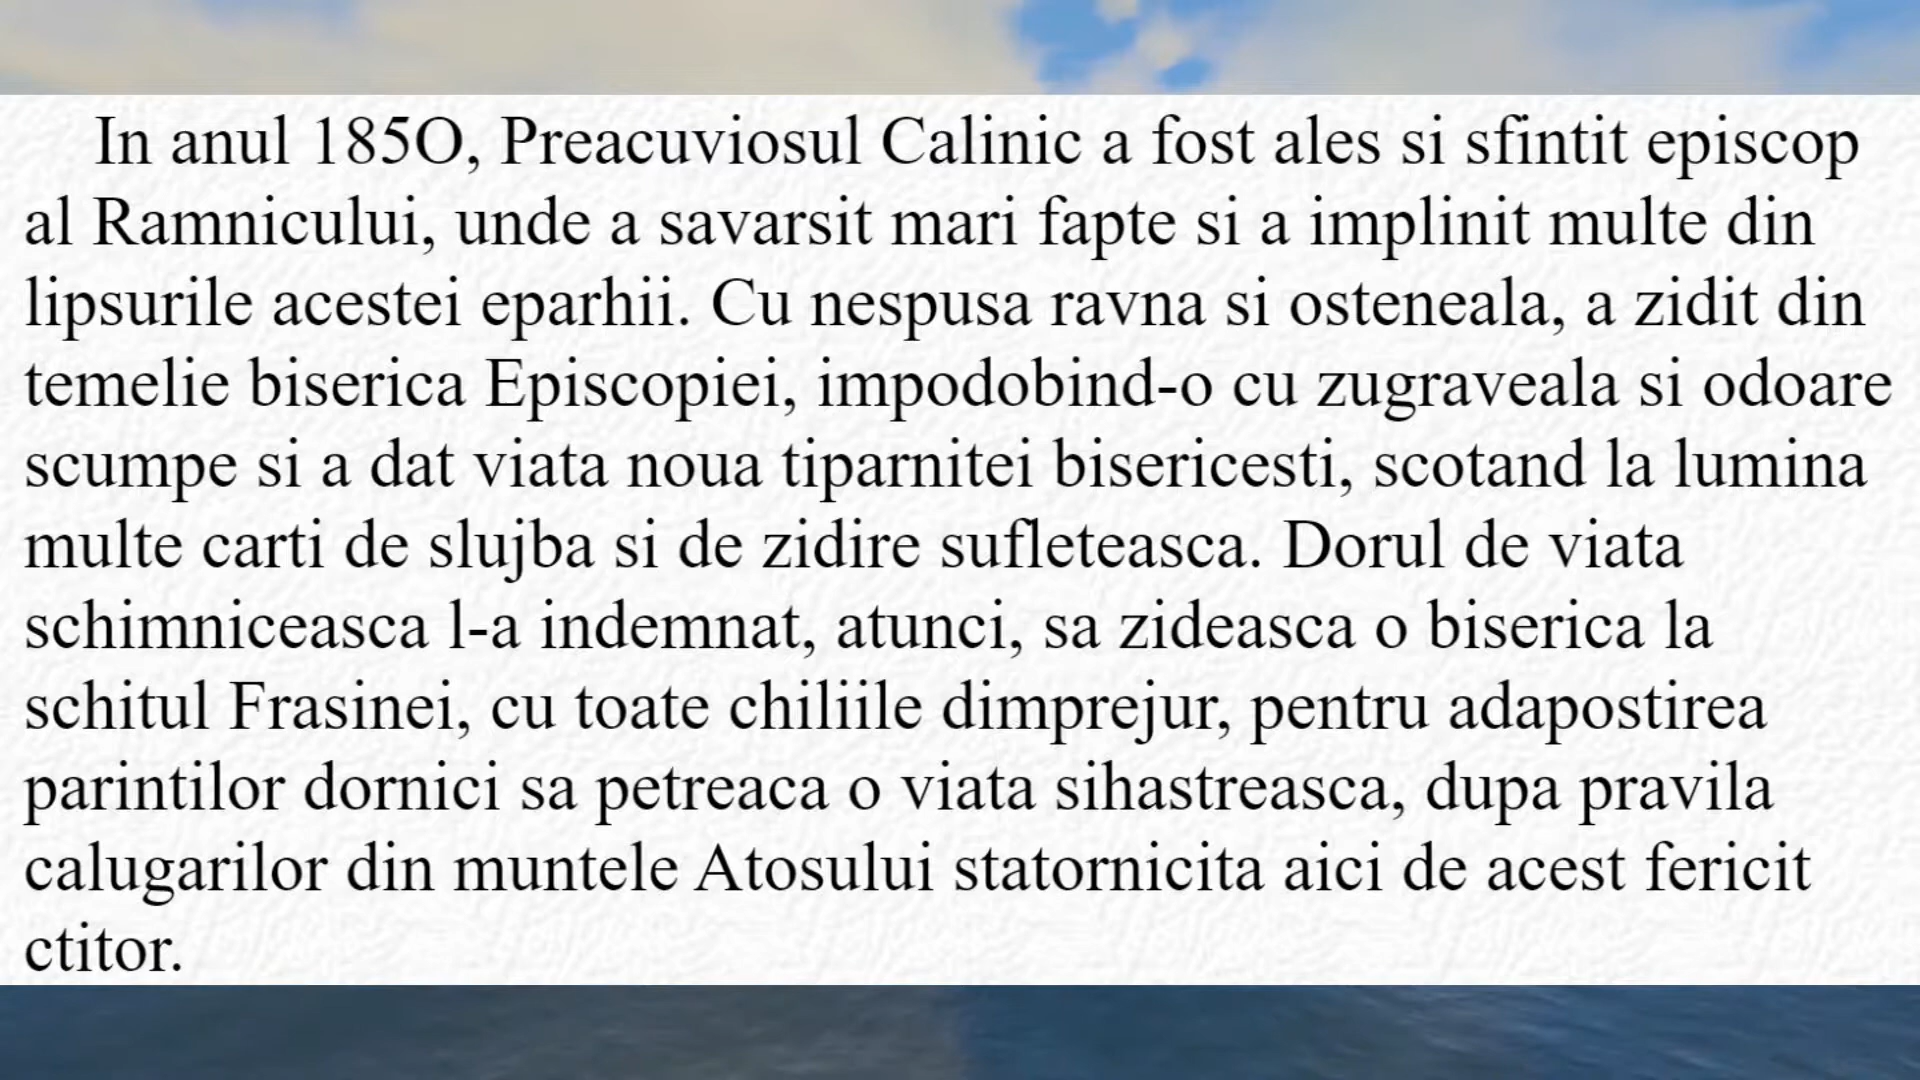 In anul 185O, Preacuviosul Calinic a fost ales si sfintit episcop
al Ramnicului, unde a savarsit mari fapte si a implinit multe din
lipsurile acestei eparhii. Cu nespusa ravna si osteneala, a zidit din
temelie biserica Episcopiei, impodobind-o cu zugraveala si odoare
scumpe si a dat viata noua tiparnitei bisericesti, scotand la lumina
multe carti de slujba si de zidire sufleteasca. Dorul de viata
schimniceasca l-a indemnat, atunci, sa zideasca o biserica la
schitul Frasinei, cu toate chiliile dimprejur, pentru adapostirea
parintilor dornici sa petreaca o viata sihastreasca, dupa pravila
calugarilor din muntele Atosului statornicita aici de acest fericit
ctitor.